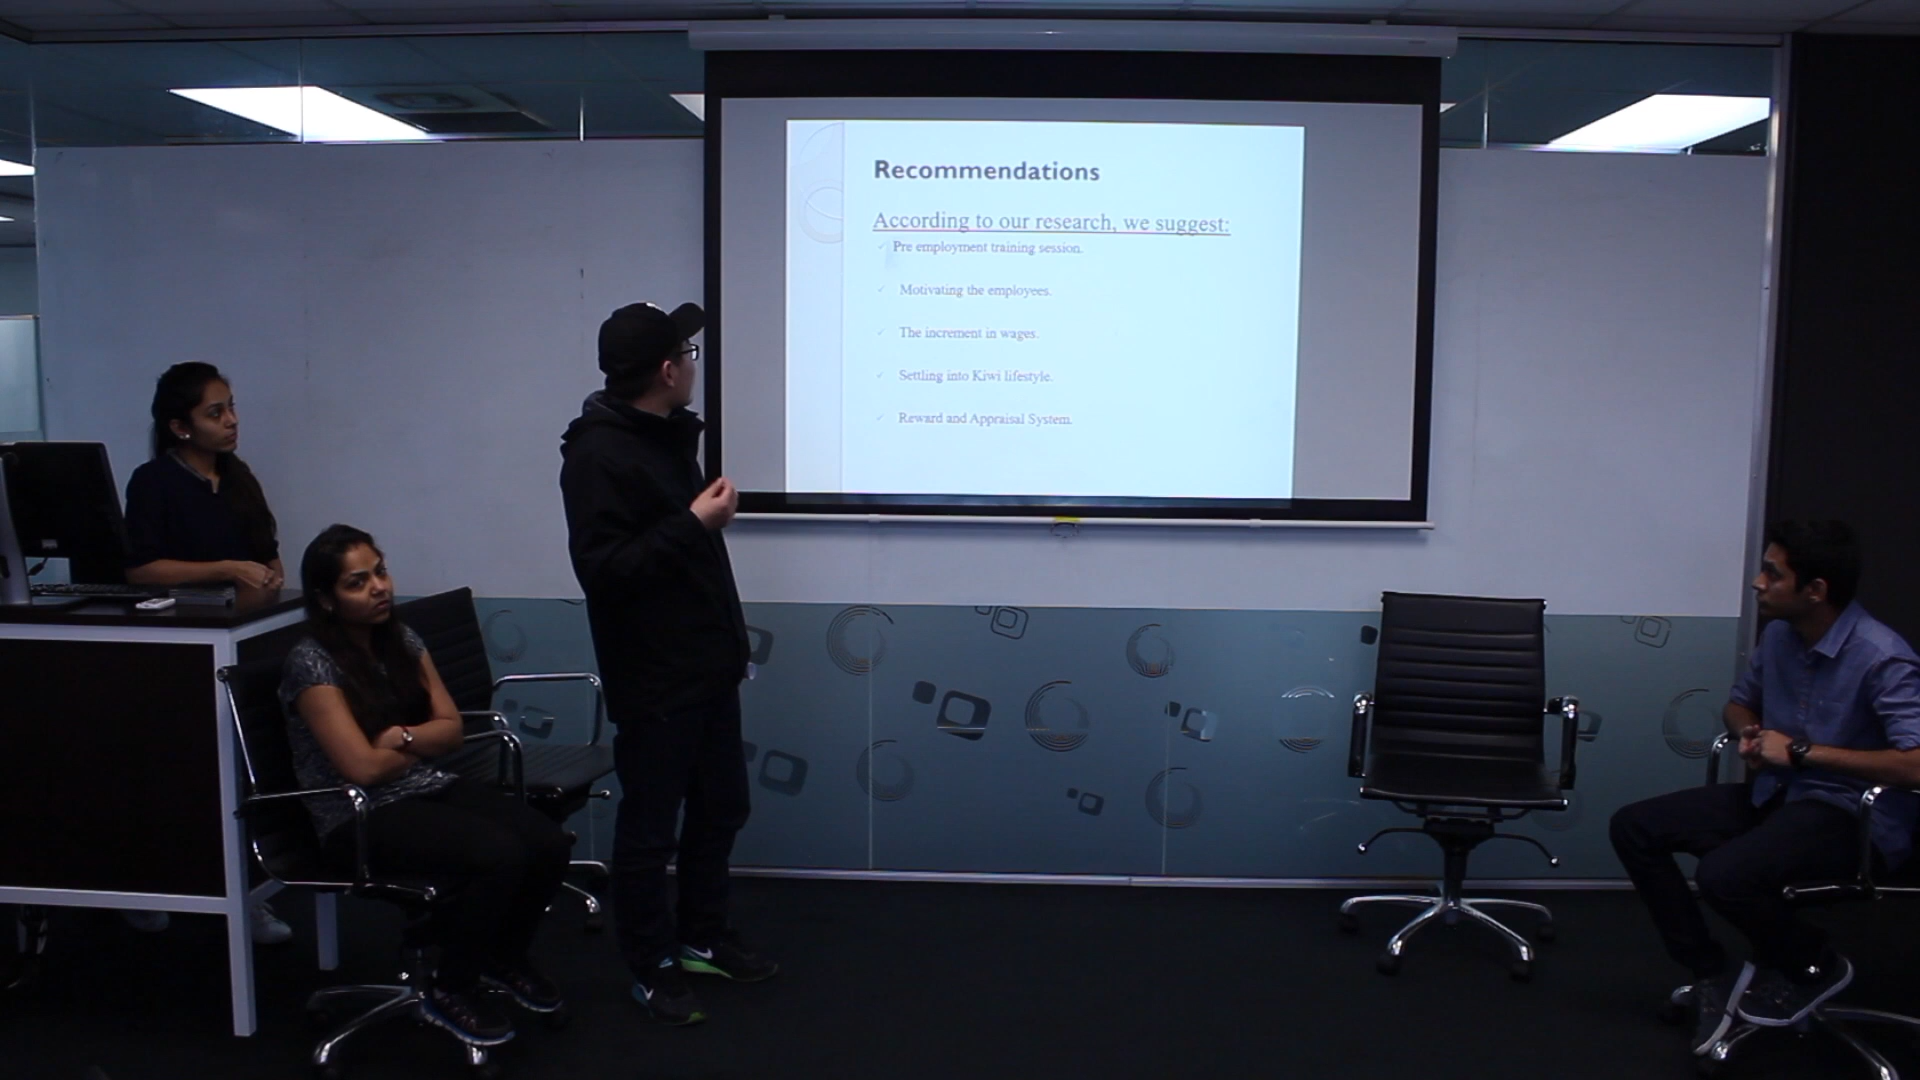 Recommendations
According to our research, we suggest:
✓ Pre employment training session.
✓ Motivating the employees.
✓ The increment in wages.
✓ Settling into Kiwi lifestyle.
✓ Reward and Appraisal System.